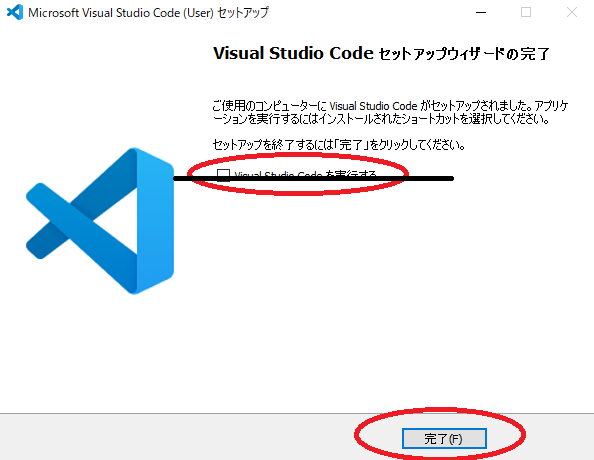 Microsoft Visual Studio Code (User) セットアップ
Visual Studio Code セットアップウィザードの完了
ご使用のコンピューターに Visual Studio Code がセットアップされました。アプリケ
ーションを実行するにはインストールされたショートカットを選択してください。
セットアップを終了するには「完了」をクリックしてください。
Visual Studio Code を実行する
完了(F)